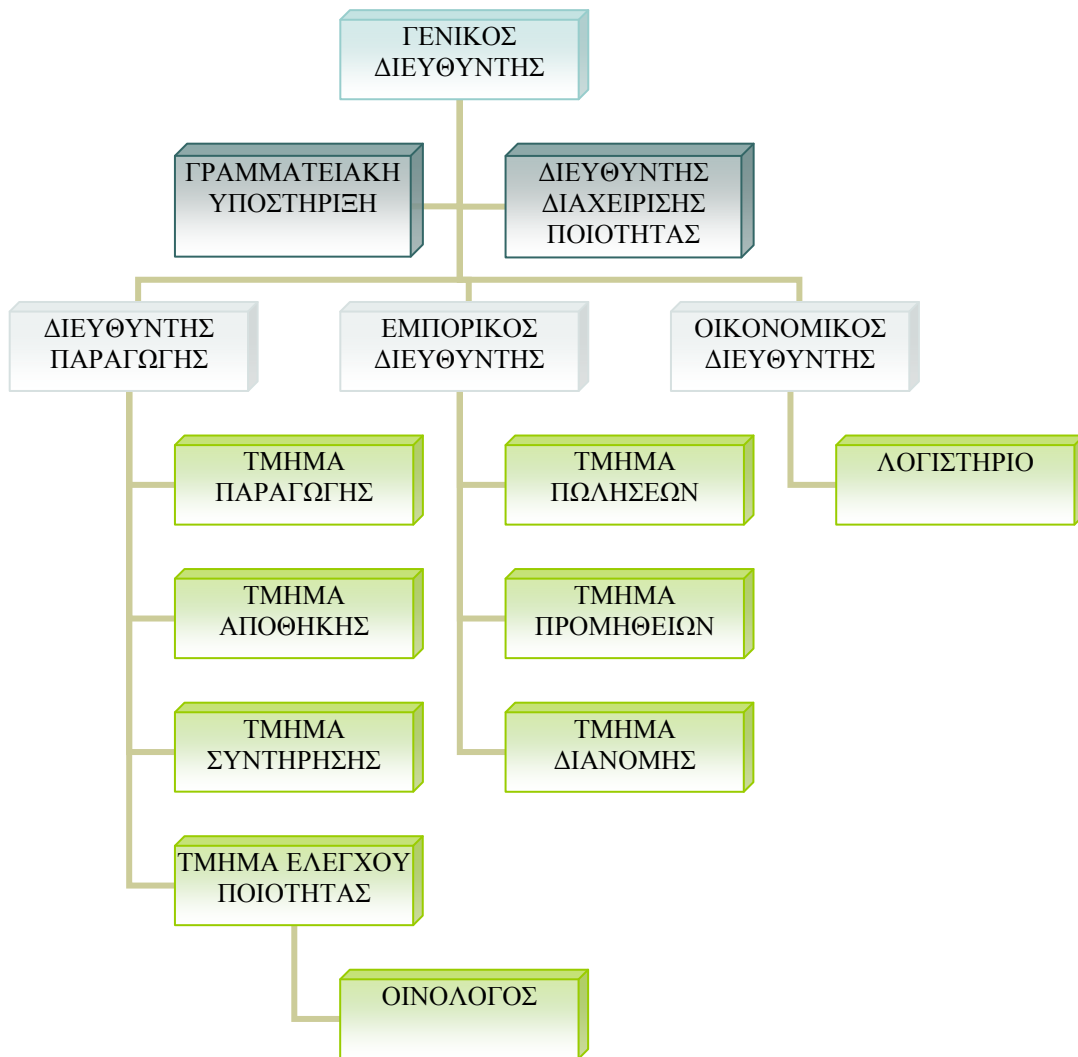 ΓΕΝΙΚΟΣ
ΔΙΕΥΘΥΝΤΗΣ
ΓΡΑΜΜΑΤΕΙΑΚΗ
ΥΠΟΣΤΗΡΙΞΗ
ΔΙΕΥΘΥΝΤΗΣ
ΔΙΑΧΕΙΡΙΣΗΣ
ΠΟΙΟΤΗΤΑΣ
ΔΙΕΥΘΥΝΤΗΣ
ΠΑΡΑΓΩΓΗΣ
ΕΜΠΟΡΙΚΟΣ
ΔΙΕΥΘΥΝΤΗΣ
ΟΙΚΟΝΟΜΙΚΟΣ
ΔΙΕΥΘΥΝΤΗΣ
ΤΜΗΜΑ
ΠΑΡΑΓΩΓΗΣ
ΤΜΗΜΑ
ΠΩΛΗΣΕΩΝ
ΛΟΓΙΣΤΗΡΙΟ
ΤΜΗΜΑ
ΑΠΟΘΗΚΗΣ
ΤΜΗΜΑ
ΠΡΟΜΗΘΕΙΩΝ
ΤΜΗΜΑ
ΣΥΝΤΗΡΗΣΗΣ
ΤΜΗΜΑ
ΔΙΑΝΟΜΗΣ
ΤΜΗΜΑ ΕΛΕΓΧΟΥ
ΠΟΙΟΤΗΤΑΣ
ΟΙΝΟΛΟΓΟΣ